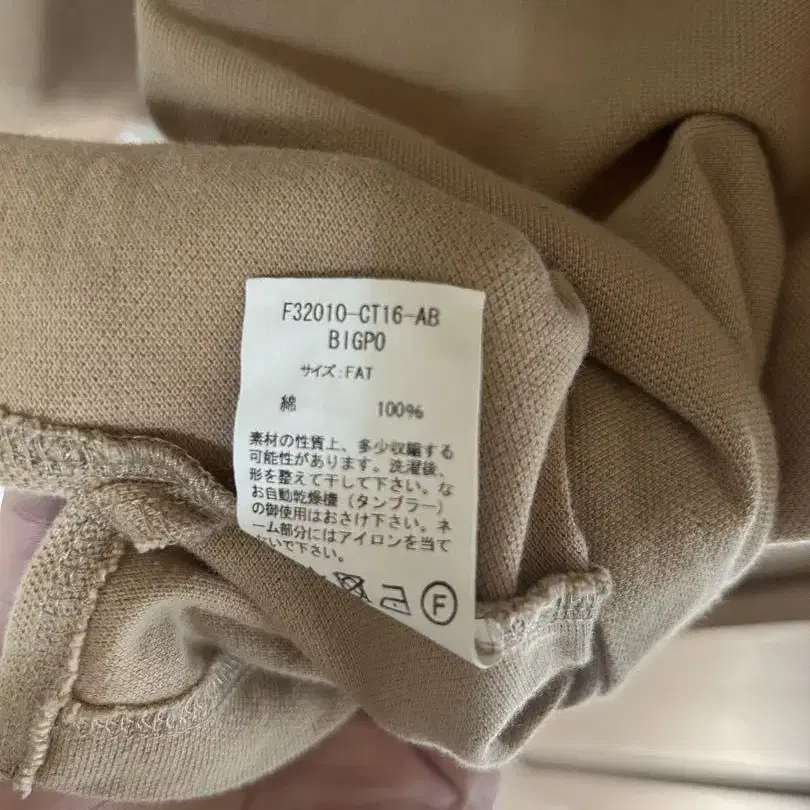 F32010-CT16-AB
BIGPO
サイズ:FAT
綿 100%
素材の性質上、多少収縮する
可能性があります。洗濯後、
形を整えて干して下さい。な
お自動乾燥機(タンブラー)
の御使用はおさけ下さい。ネ
ーム部分にはアイロンを当て
ないで下さい。
F